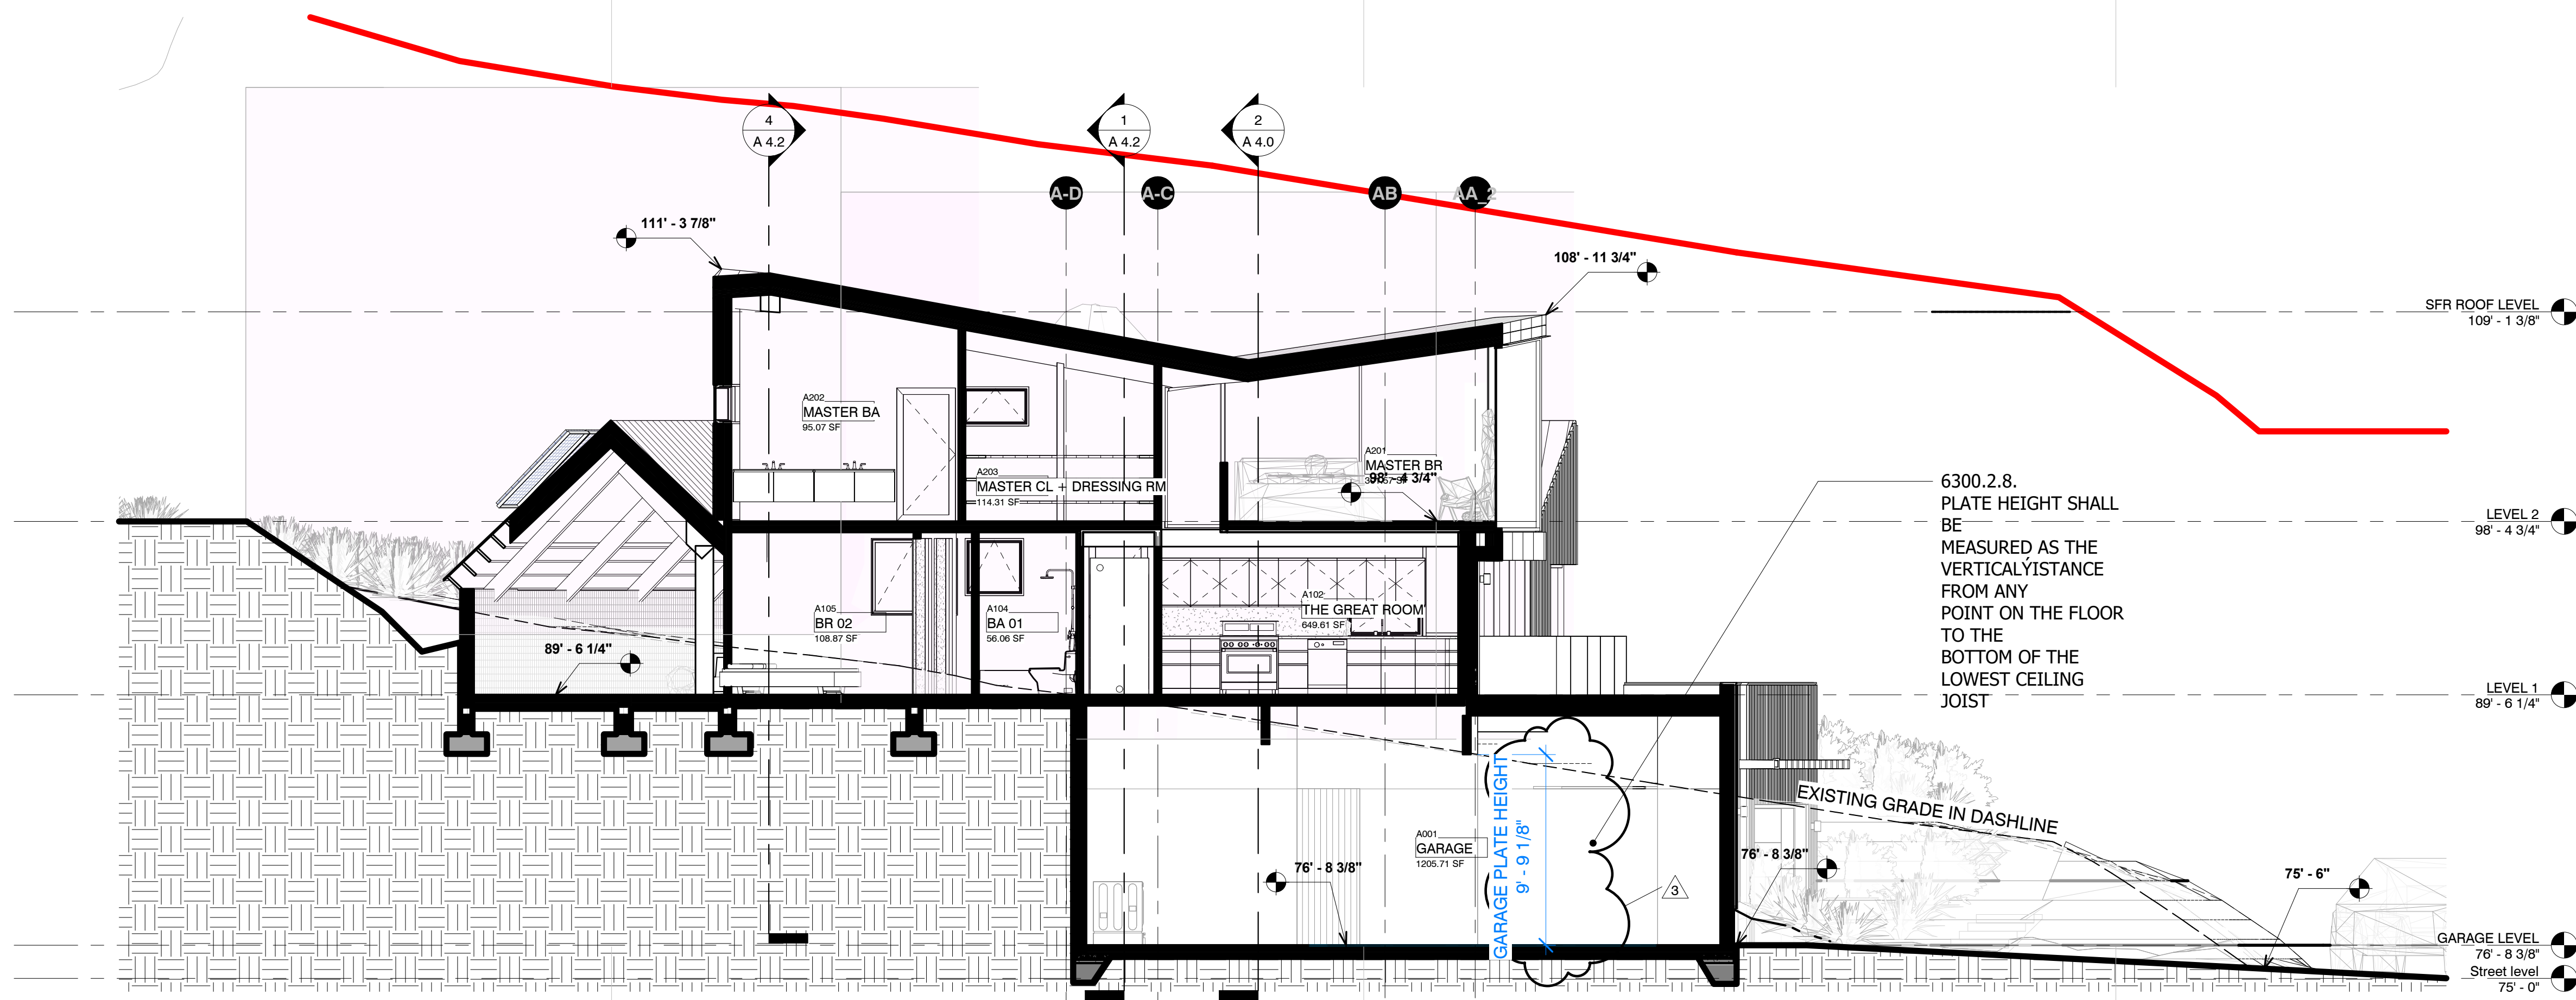 4
A 4.2
1
A 4.2
2
A 4.0
A-D
A-C
AB
AA_2
111' - 3 7/8"
108' - 11 3/4"
SFR ROOF LEVEL
109' - 1 3/8"
A202
MASTER BA
95.07 SF
A203
MASTER CL + DRESSING RM
114.31 SF
A201
MASTER BR
98' - 4 3/4"
6300.2.8.
PLATE HEIGHT SHALL
BE
MEASURED AS THE
VERTICALÝISTANCE
FROM ANY
POINT ON THE FLOOR
TO THE
BOTTOM OF THE
LOWEST CEILING
JOIST
LEVEL 2
98' - 4 3/4"
A105
BR 02
108.87 SF
A104
BA 01
56.06 SF
A102
THE GREAT ROOM
649.61 SF
89' - 6 1/4"
LEVEL 1
89' - 6 1/4"
GARAGE PLATE HEIGHT
9' - 9 1/8"
A001
GARAGE
1205.71 SF
76' - 8 3/8"
3
EXISTING GRADE IN DASHLINE
76' - 8 3/8"
75' - 6"
GARAGE LEVEL
76' - 8 3/8"
Street level
75' - 0"